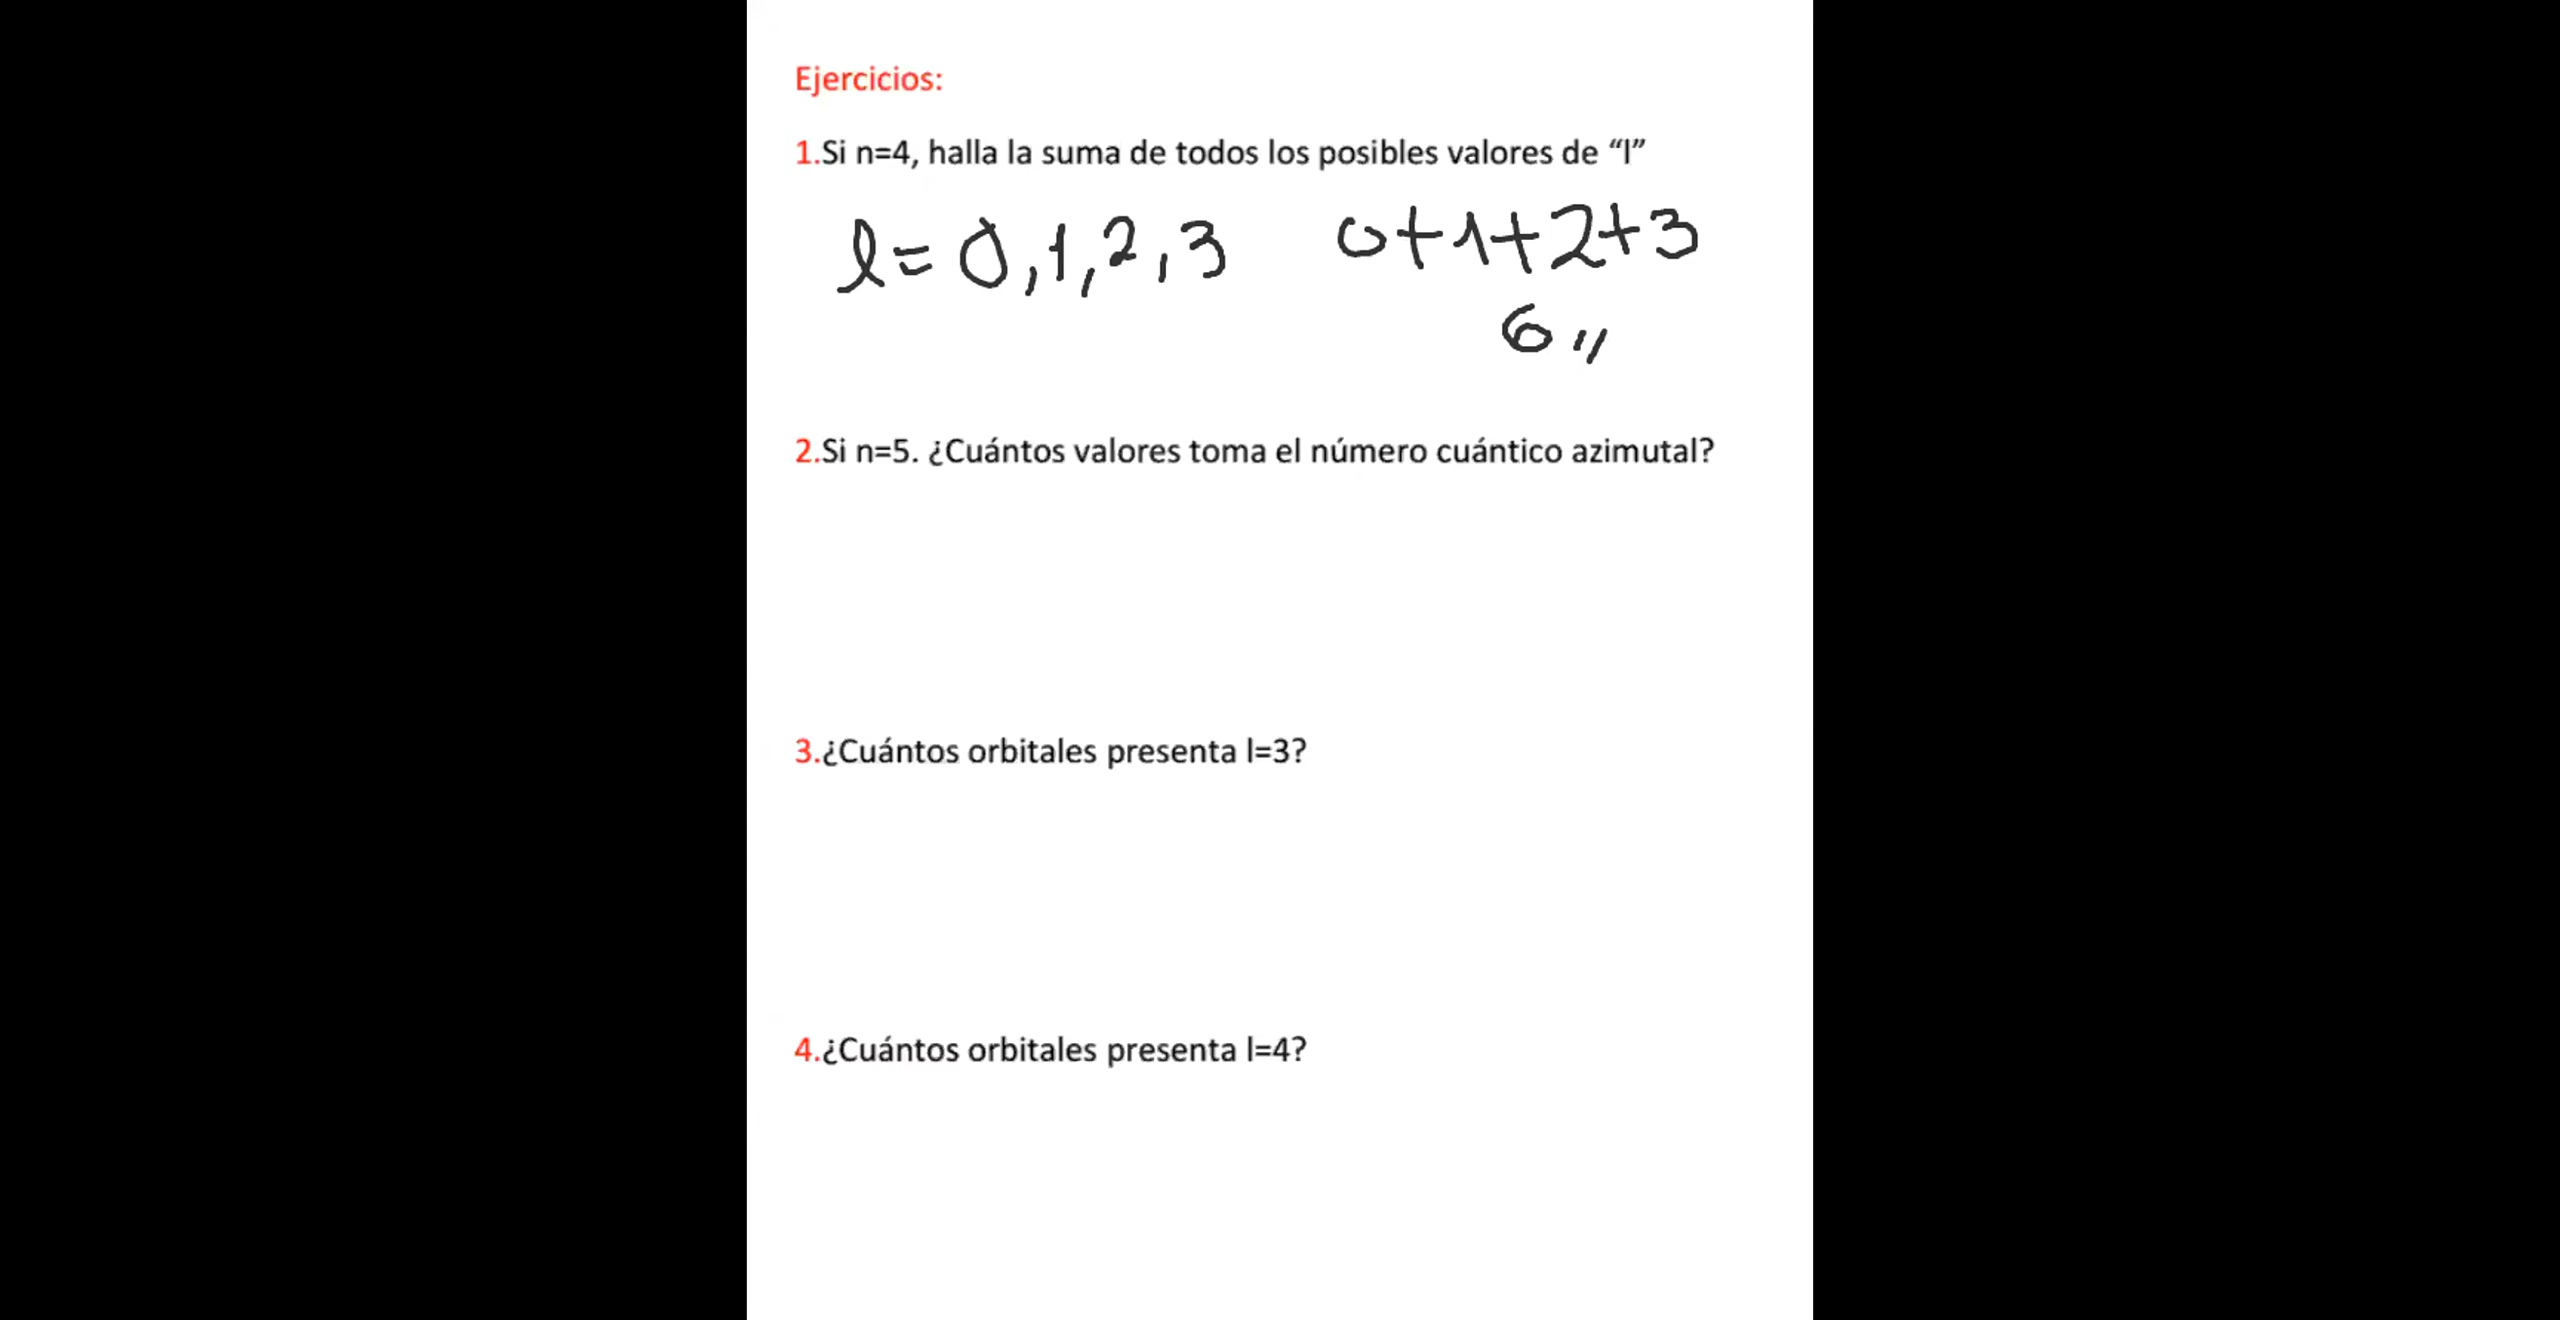 Ejercicios:
1.Si n=4, halla la suma de todos los posibles valores de “l”
l= 0,1,2,3 0+1+2+3
6 //
2.Si n=5. ¿Cuántos valores toma el número cuántico azimutal?
3.¿Cuántos orbitales presenta l=3?
4.¿Cuántos orbitales presenta l=4?